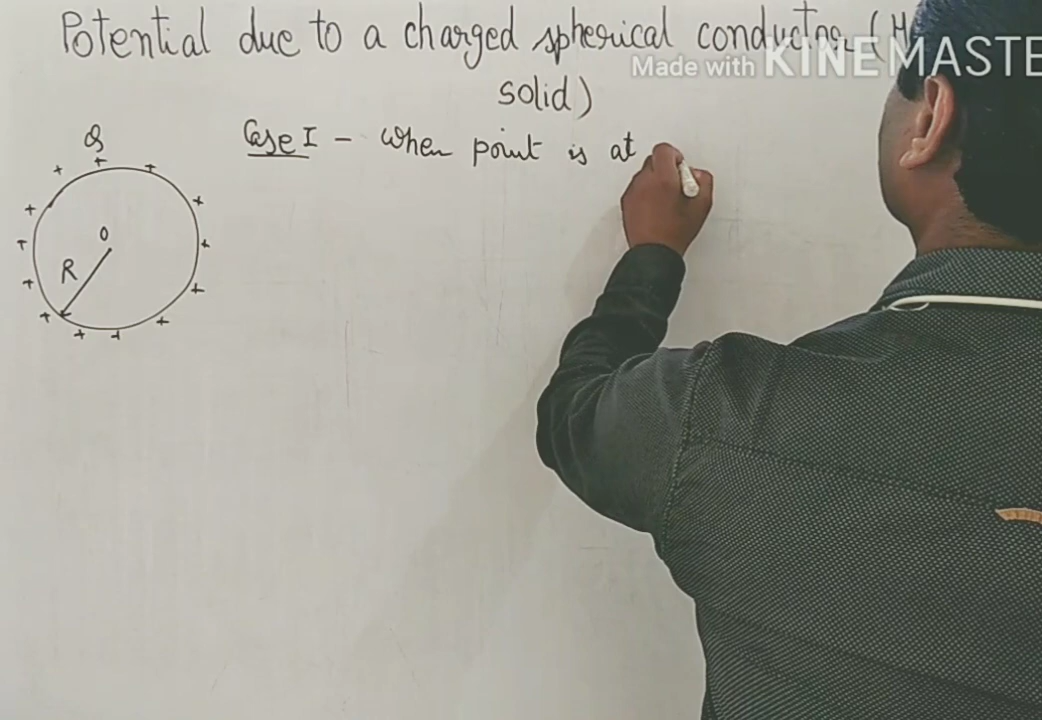 Potential due to a charged spherical conductor (H
Made with KINEMASTE
solid)
Q
Case I - When point is at
+ + + + + + + + + + + + +
O
R